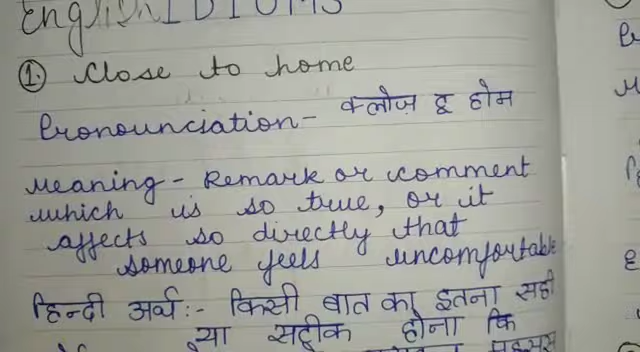 English IDIOMS
1. Close to home
Pronounciation - क्लोज़ टू होम
Meaning - Remark or comment
which is so true, or it
affects so directly that
someone feels uncomfortable
हिन्दी अर्थ :- किसी बात का इतना सही
या सटीक होना कि